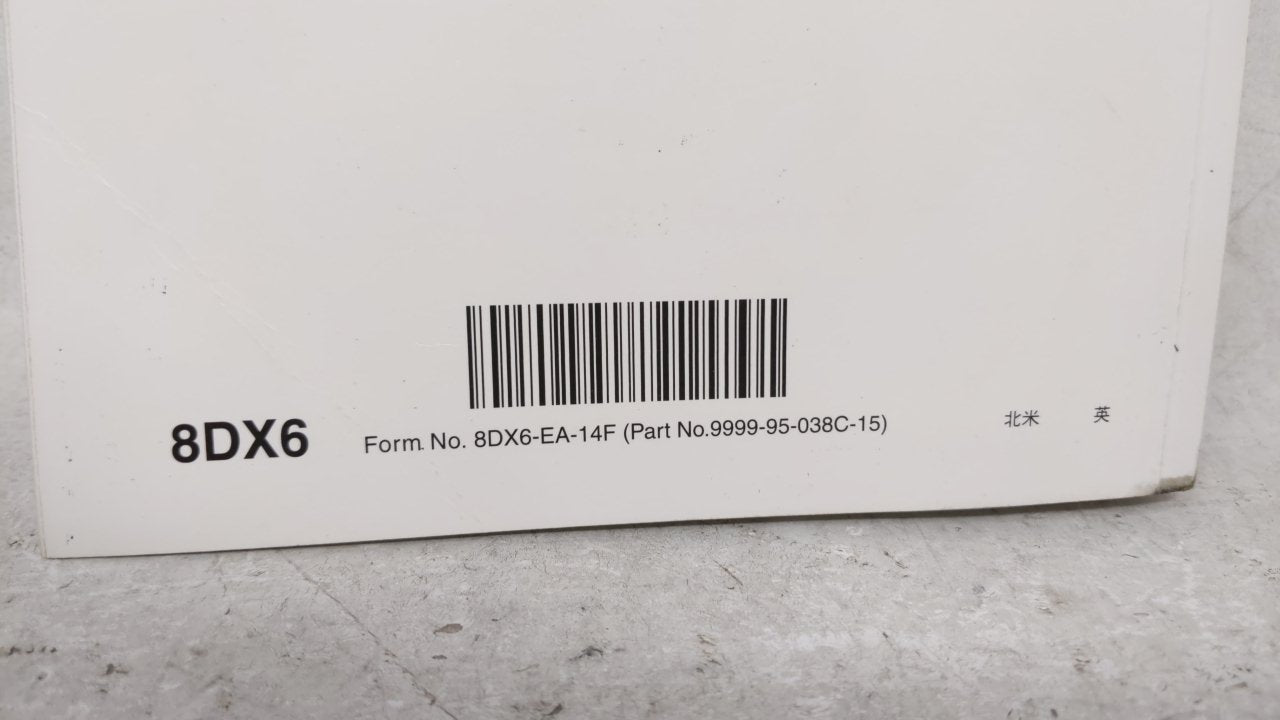 8DX6 Form No. 8DX6-EA-14F (Part No.9999-95-038C-15) 北米 英